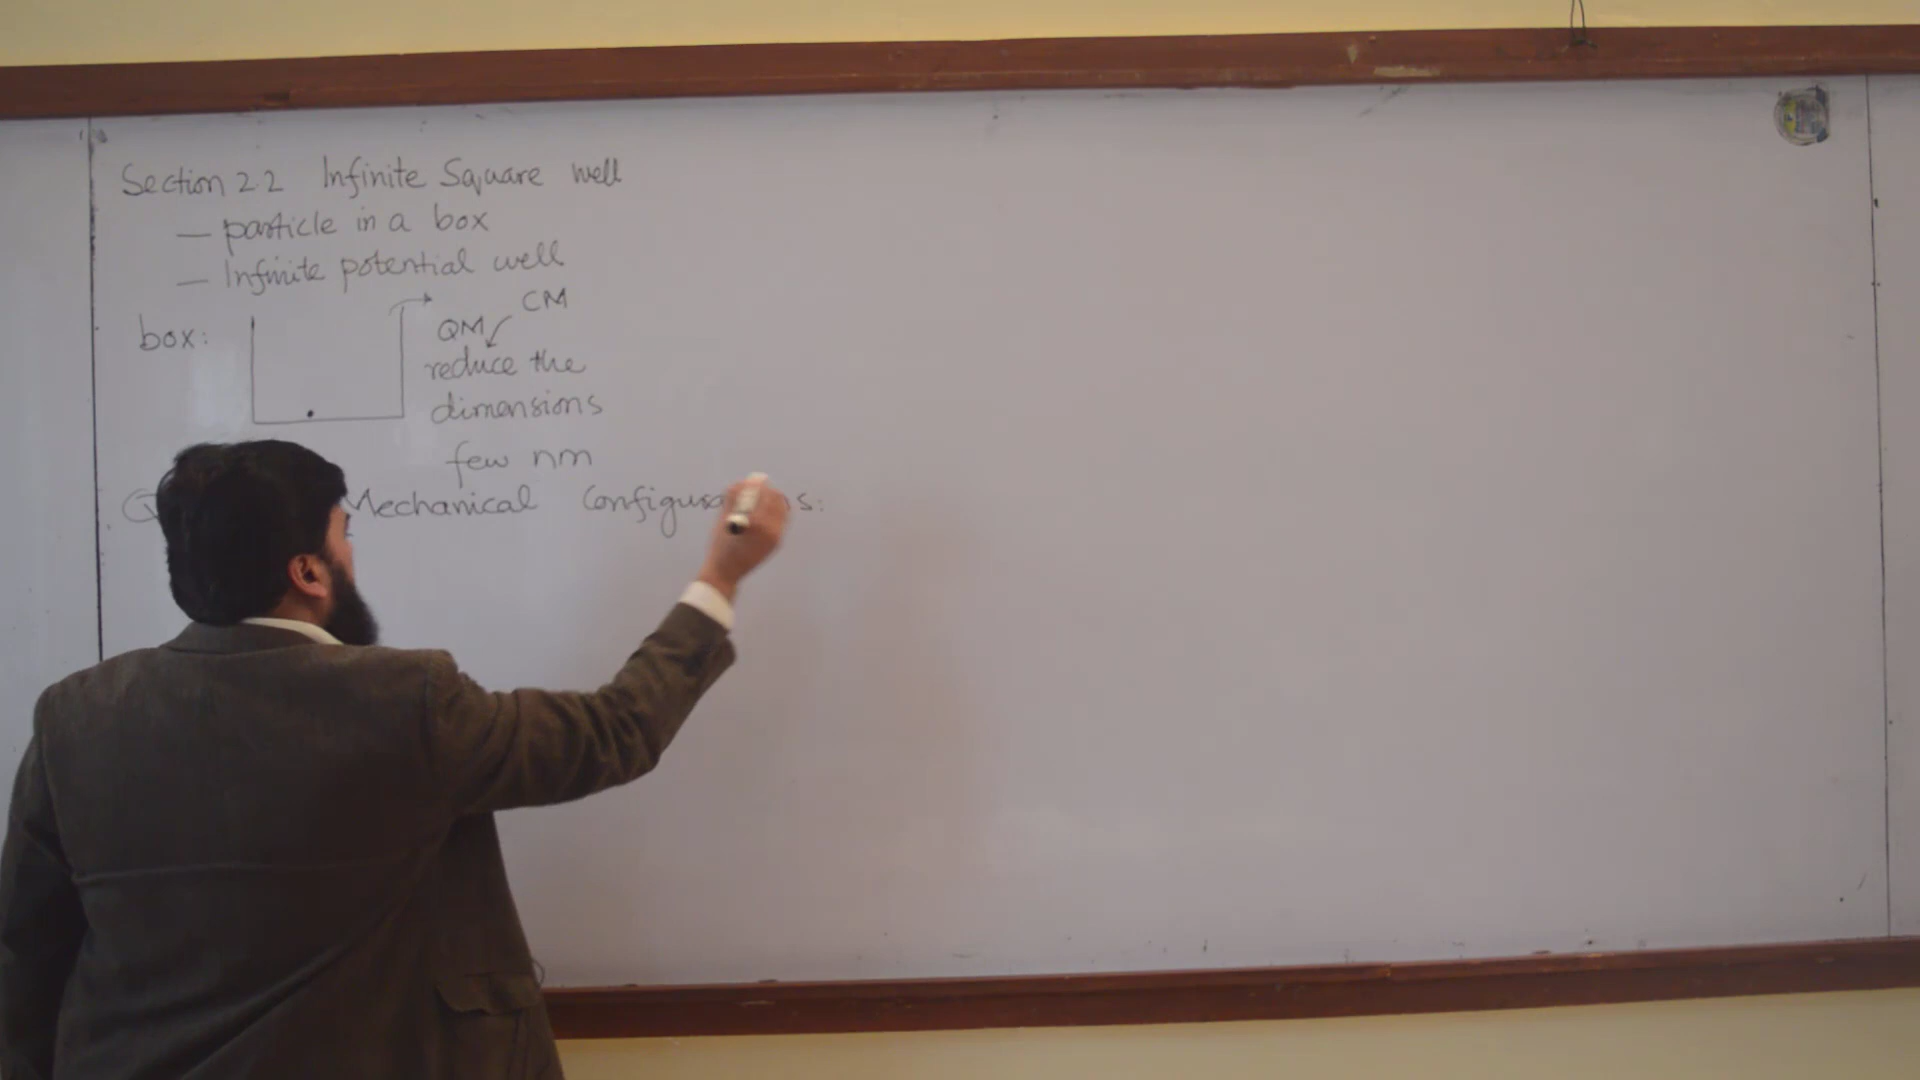 Section 2.2 Infinite Square well
— particle in a box
— Infinite potential well
box:
CM
QM
reduce the
dimensions
few nm
Mechanical